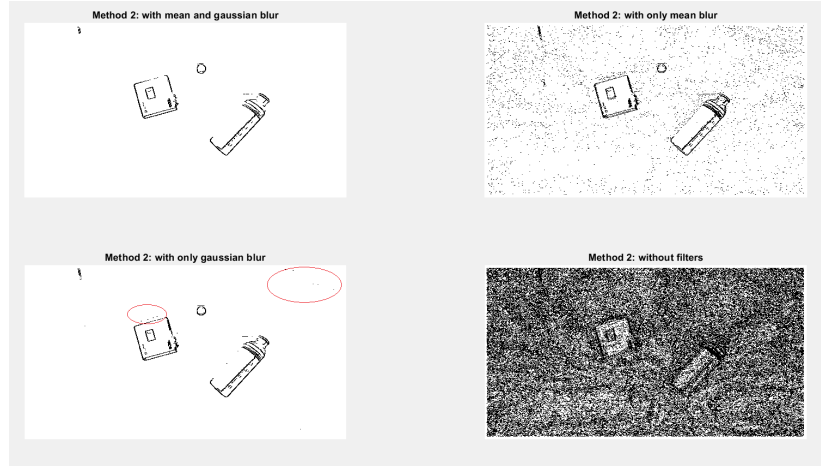 Method 2: with mean and gaussian blur
Method 2: with only mean blur
Method 2: with only gaussian blur
Method 2: without filters